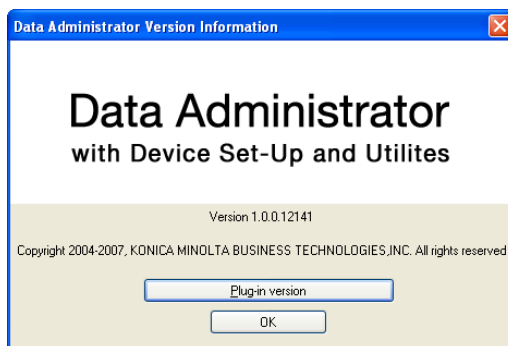 Data Administrator Version Information
Data Administrator
with Device Set-Up and Utilites
Version 1.0.0.12141
Copyright 2004-2007, KONICA MINOLTA BUSINESS TECHNOLOGIES,INC. All rights reserved
Plug-in version
OK